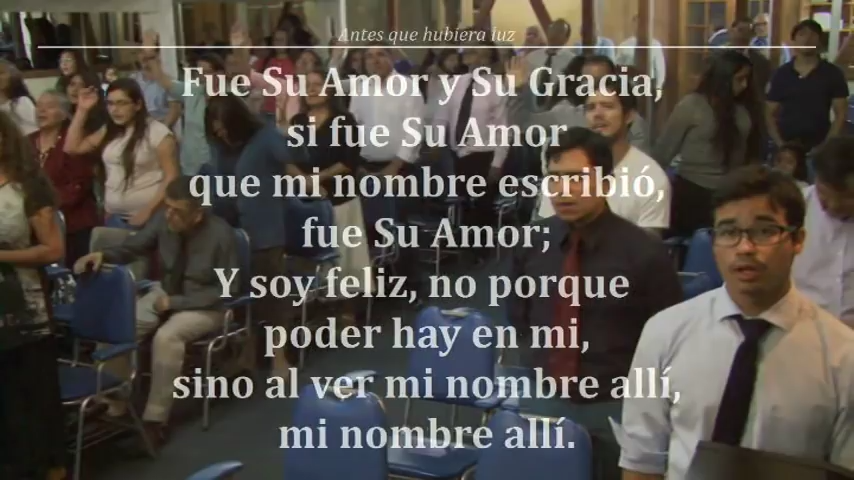 Antes que hubiera luz
Fue Su Amor y Su Gracia,
si fue Su Amor
que mi nombre escribió,
fue Su Amor;
Y soy feliz, no porque
poder hay en mi,
sino al ver mi nombre allí,
mi nombre allí.